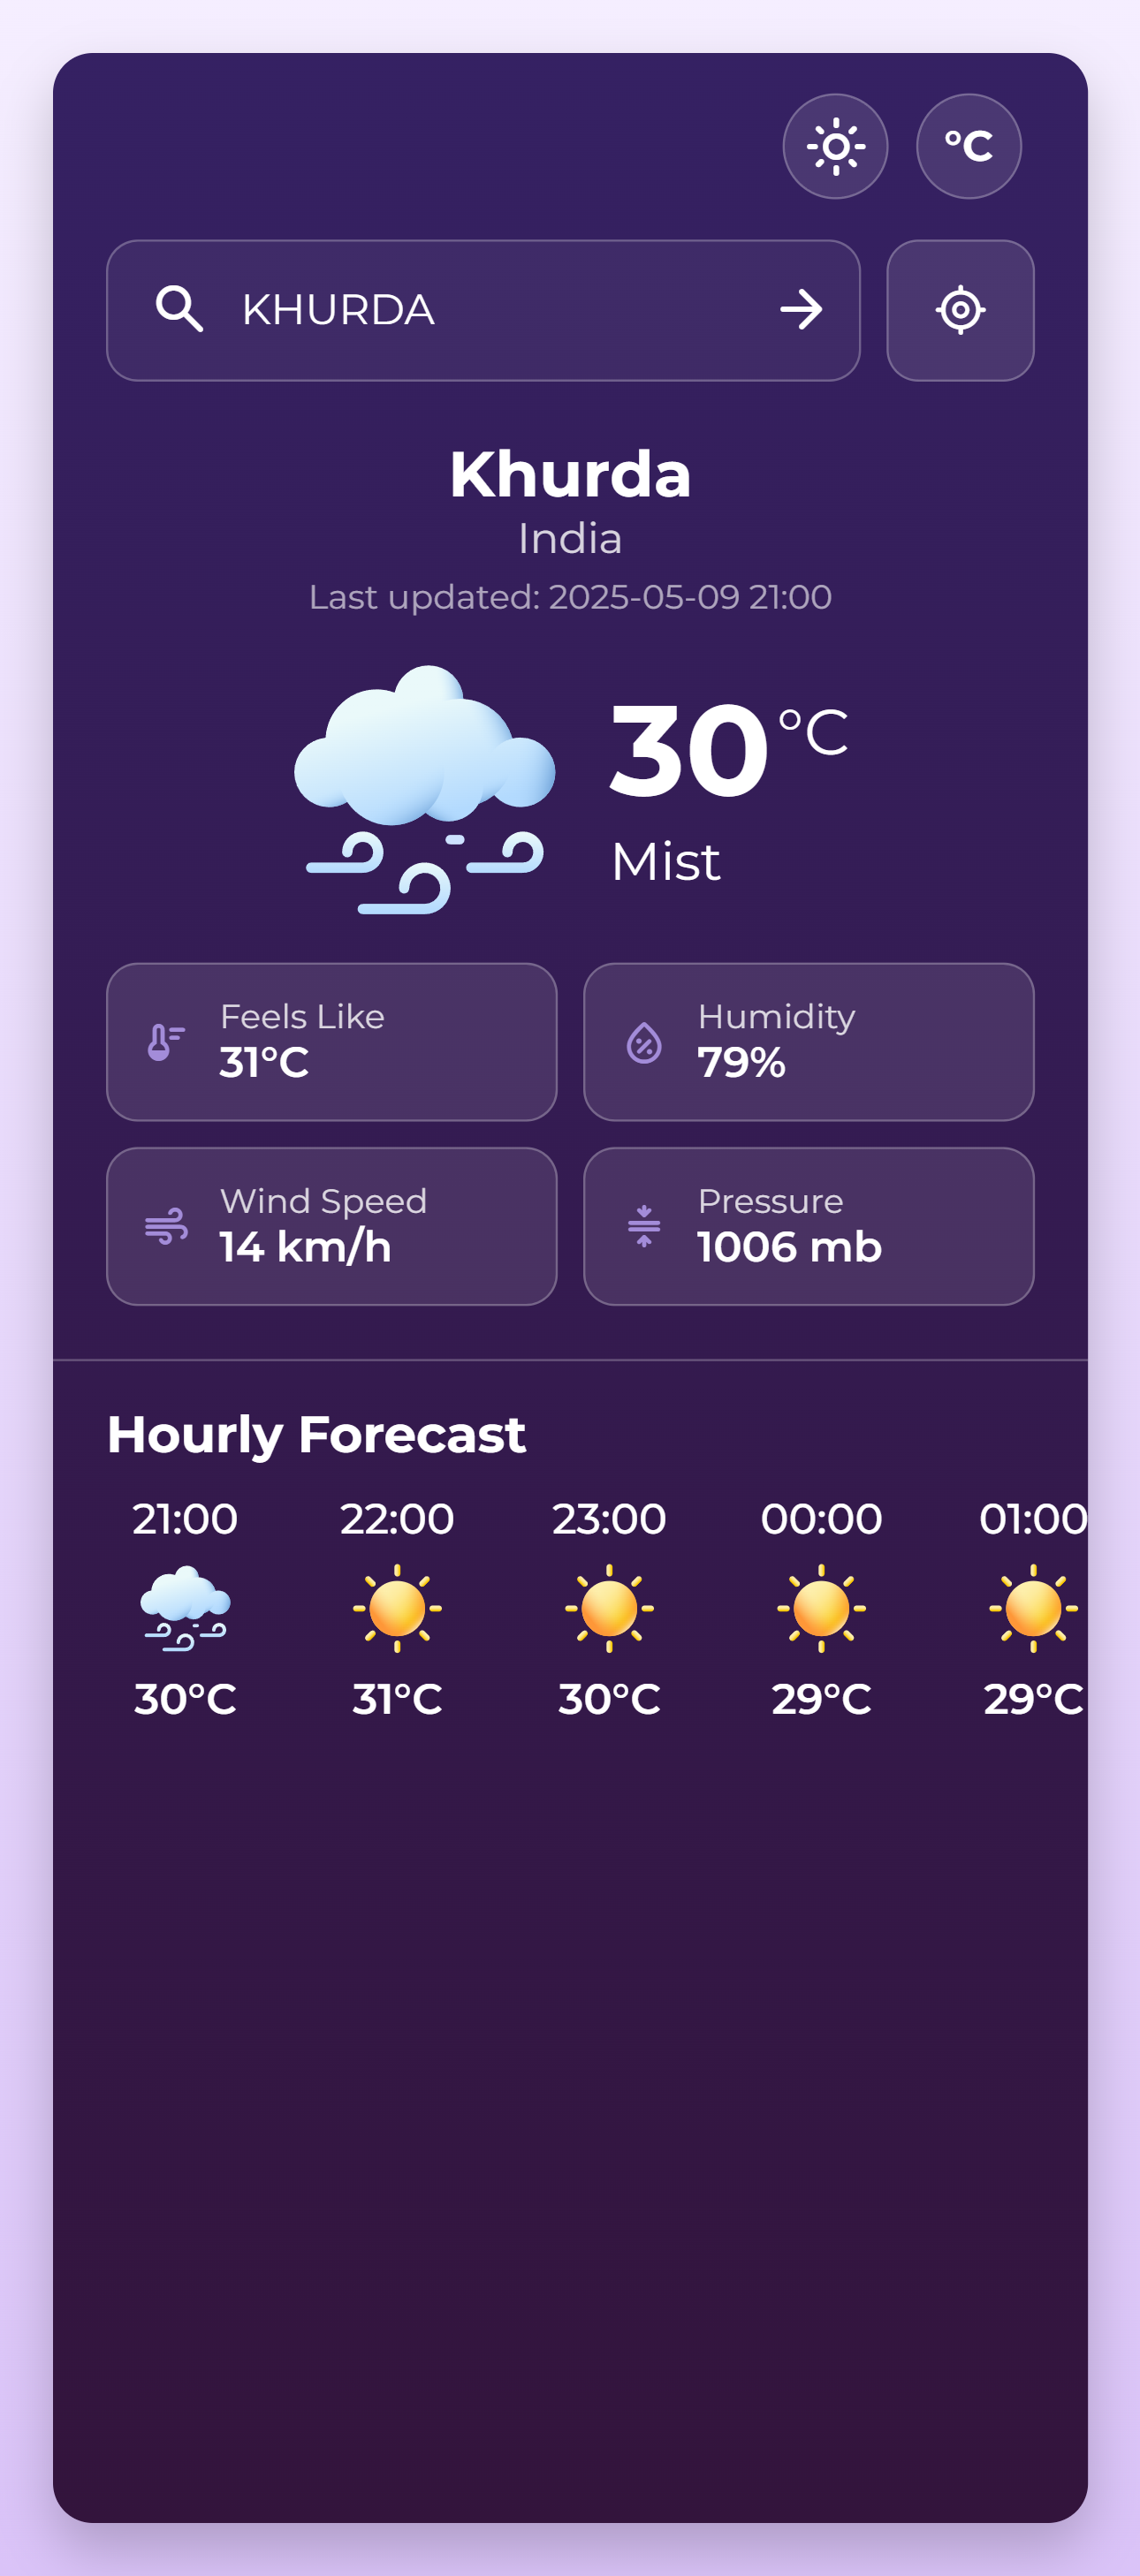 °C
KHURDA
Khurda
India
Last updated: 2025-05-09 21:00
30°C
Mist
Feels Like
31°C
Humidity
79%
Wind Speed
14 km/h
Pressure
1006 mb
Hourly Forecast
21:00 22:00 23:00 00:00 01:00
30°C 31°C 30°C 29°C 29°C